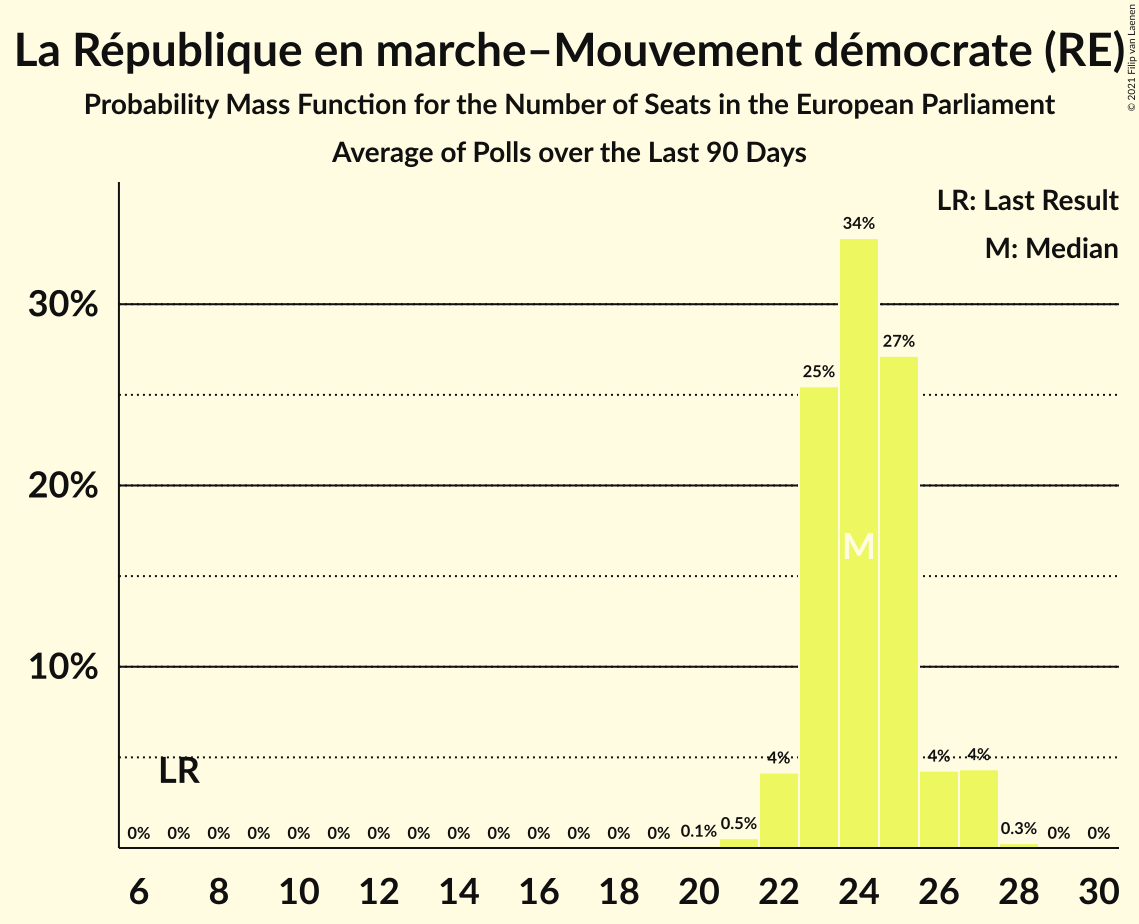 La République en marche–Mouvement démocrate (RE)
© 2021 Filip van Laenen
Probability Mass Function for the Number of Seats in the European Parliament
Average of Polls over the Last 90 Days
LR: Last Result
M: Median
34%
30%
27%
25%
20%
M
10%
LR
4% 4% 4%
0% 0% 0% 0% 0% 0% 0% 0% 0% 0% 0% 0% 0% 0% 0.1% 0.5% 0.3% 0% 0%
6 8 10 12 14 16 18 20 22 24 26 28 30